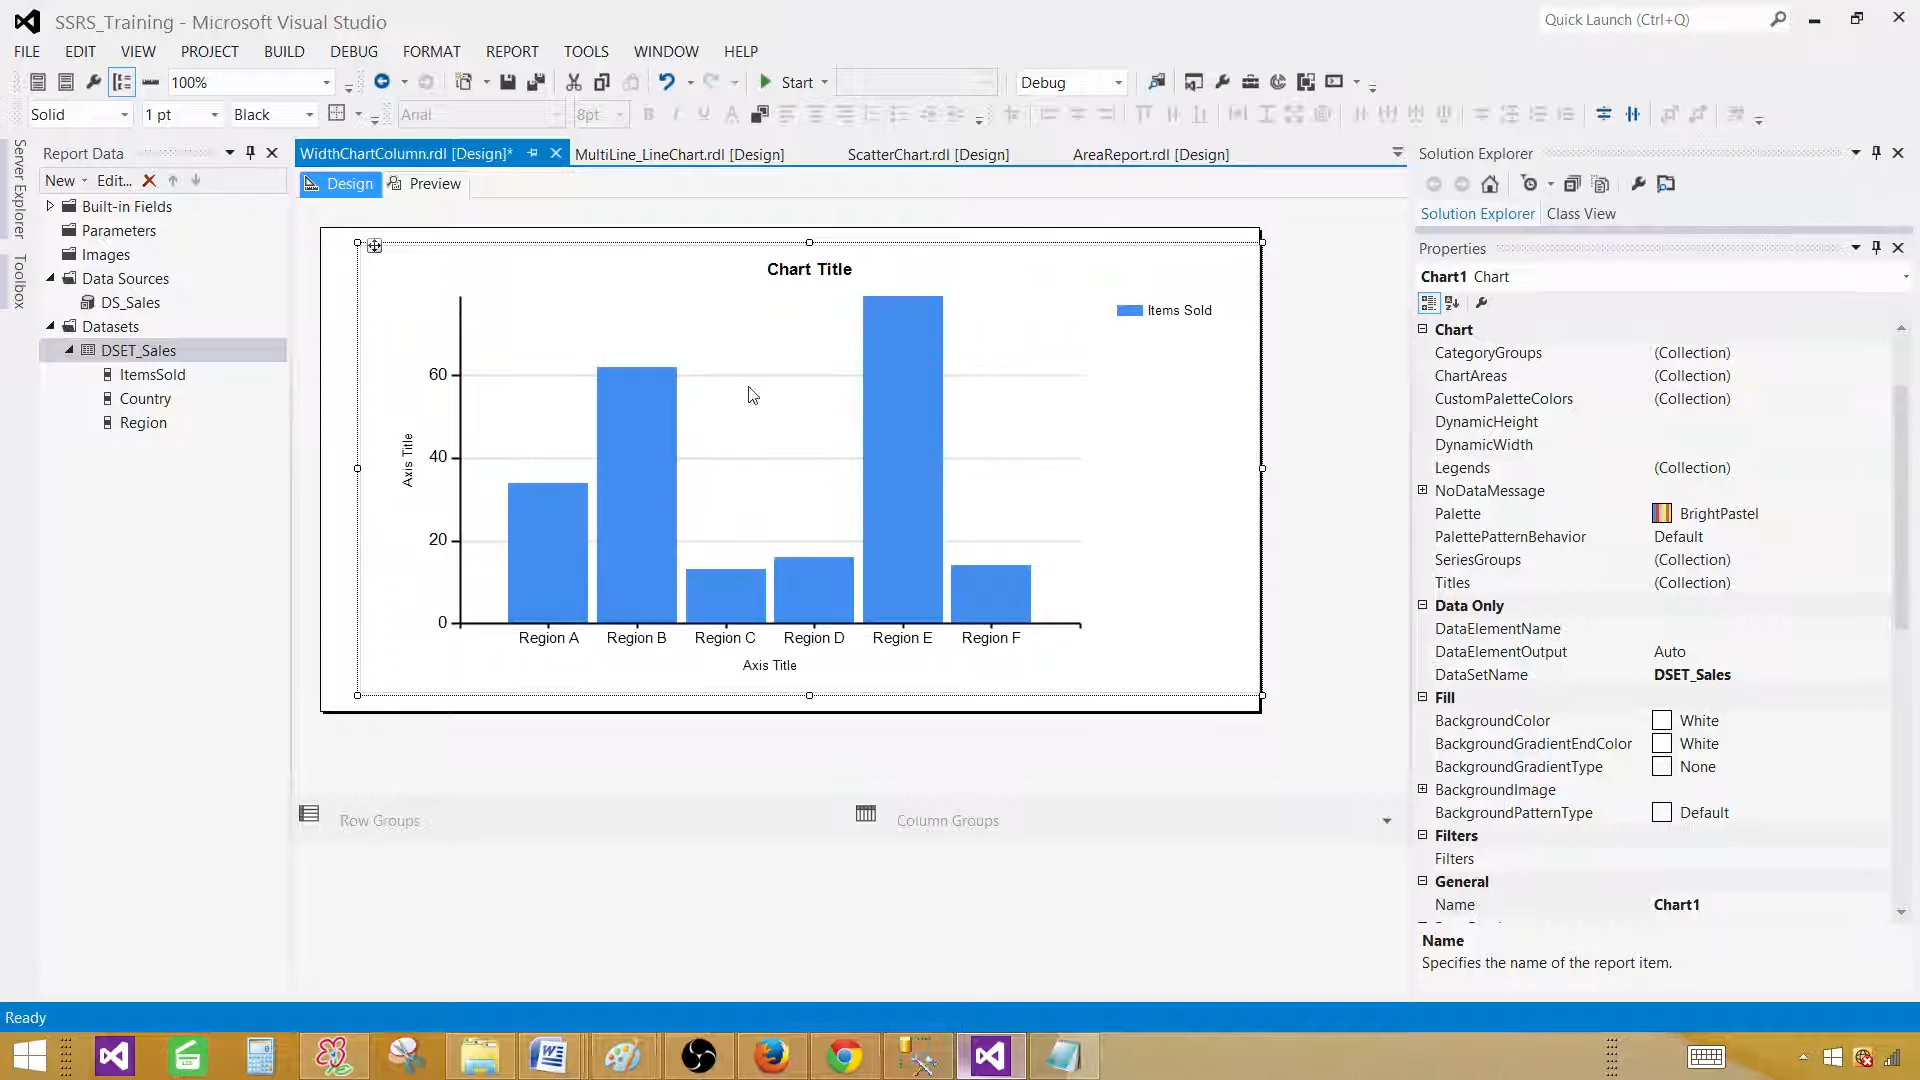 SSRS_Training - Microsoft Visual Studio
Quick Launch (Ctrl+Q)
FILE EDIT VIEW PROJECT BUILD DEBUG FORMAT REPORT TOOLS WINDOW HELP
100% Start Debug
Solid 1 pt Black Arial 8pt B I U A
Server Explorer
Toolbox
Report Data
New Edit...
Built-in Fields
Parameters
Images
Data Sources
DS_Sales
Datasets
DSET_Sales
ItemsSold
Country
Region
WidthChartColumn.rdl [Design]* MultiLine_LineChart.rdl [Design] ScatterChart.rdl [Design] AreaReport.rdl [Design]
Design Preview
Chart Title
Items Sold
60
40
20
0
Axis Title
Region A Region B Region C Region D Region E Region F
Axis Title
Row Groups Column Groups
Solution Explorer
Solution Explorer Class View
Properties
Chart1 Chart
Chart
CategoryGroups (Collection)
ChartAreas (Collection)
CustomPaletteColors (Collection)
DynamicHeight
DynamicWidth
Legends (Collection)
NoDataMessage
Palette BrightPastel
PalettePatternBehavior Default
SeriesGroups (Collection)
Titles (Collection)
Data Only
DataElementName
DataElementOutput Auto
DataSetName DSET_Sales
Fill
BackgroundColor White
BackgroundGradientEndColor White
BackgroundGradientType None
BackgroundImage
BackgroundPatternType Default
Filters
Filters
General
Name Chart1
Name
Specifies the name of the report item.
Ready